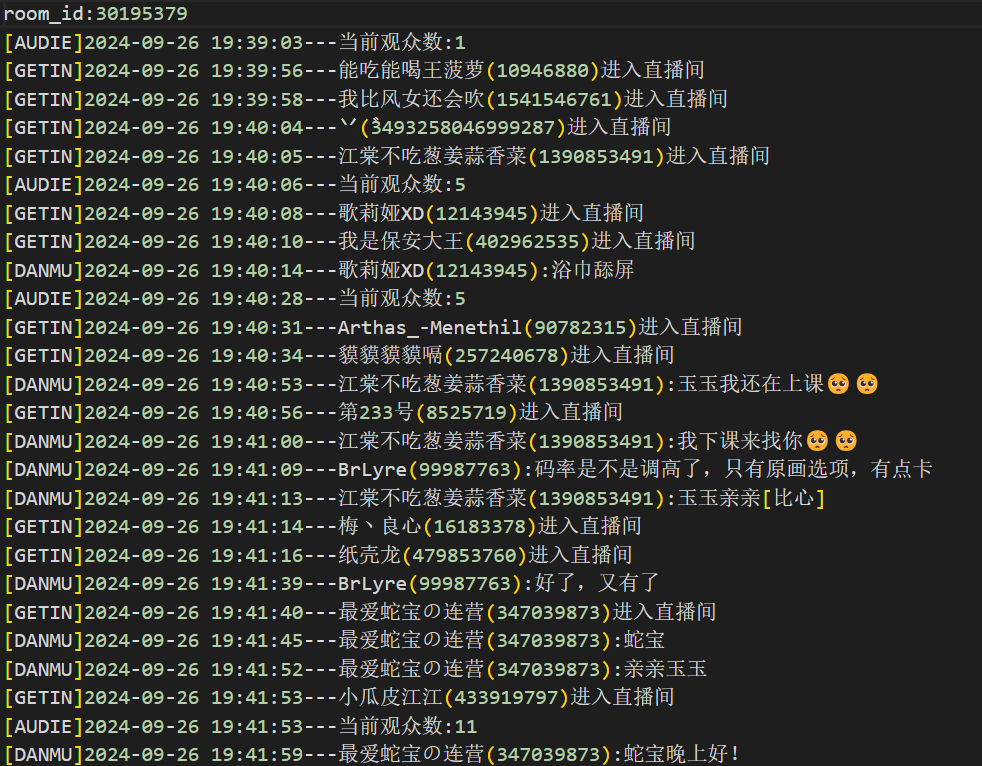 room_id:30195379
[AUDIE]2024-09-26 19:39:03---当前观众数:1
[GETIN]2024-09-26 19:39:56---能吃能喝王菠萝(10946880)进入直播间
[GETIN]2024-09-26 19:39:58---我比风女还会吹(1541546761)进入直播间
[GETIN]2024-09-26 19:40:04---(3493258046999287)进入直播间
[GETIN]2024-09-26 19:40:05---江棠不吃葱姜蒜香菜(1390853491)进入直播间
[AUDIE]2024-09-26 19:40:06---当前观众数:5
[GETIN]2024-09-26 19:40:08---歌莉娅XD(12143945)进入直播间
[GETIN]2024-09-26 19:40:10---我是保安大王(402962535)进入直播间
[DANMU]2024-09-26 19:40:14---歌莉娅XD(12143945):浴巾舔屏
[AUDIE]2024-09-26 19:40:28---当前观众数:5
[GETIN]2024-09-26 19:40:31---Arthas_-Menethil(90782315)进入直播间
[GETIN]2024-09-26 19:40:34---貘貘貘貘嗝(257240678)进入直播间
[DANMU]2024-09-26 19:40:53---江棠不吃葱姜蒜香菜(1390853491):玉玉我还在上课🥺🥺
[GETIN]2024-09-26 19:40:56---第233号(8525719)进入直播间
[DANMU]2024-09-26 19:41:00---江棠不吃葱姜蒜香菜(1390853491):我下课来找你🥺🥺
[DANMU]2024-09-26 19:41:09---BrLyre(99987763):码率是不是调高了，只有原画选项，有点卡
[DANMU]2024-09-26 19:41:13---江棠不吃葱姜蒜香菜(1390853491):玉玉亲亲[比心]
[GETIN]2024-09-26 19:41:14---梅丶良心(16183378)进入直播间
[GETIN]2024-09-26 19:41:16---纸壳龙(479853760)进入直播间
[DANMU]2024-09-26 19:41:39---BrLyre(99987763):好了，又有了
[GETIN]2024-09-26 19:41:40---最爱蛇宝の连营(347039873)进入直播间
[DANMU]2024-09-26 19:41:45---最爱蛇宝の连营(347039873):蛇宝
[DANMU]2024-09-26 19:41:52---最爱蛇宝の连营(347039873):亲亲玉玉
[GETIN]2024-09-26 19:41:53---小瓜皮江江(433919797)进入直播间
[AUDIE]2024-09-26 19:41:53---当前观众数:11
[DANMU]2024-09-26 19:41:59---最爱蛇宝の连营(347039873):蛇宝晚上好！